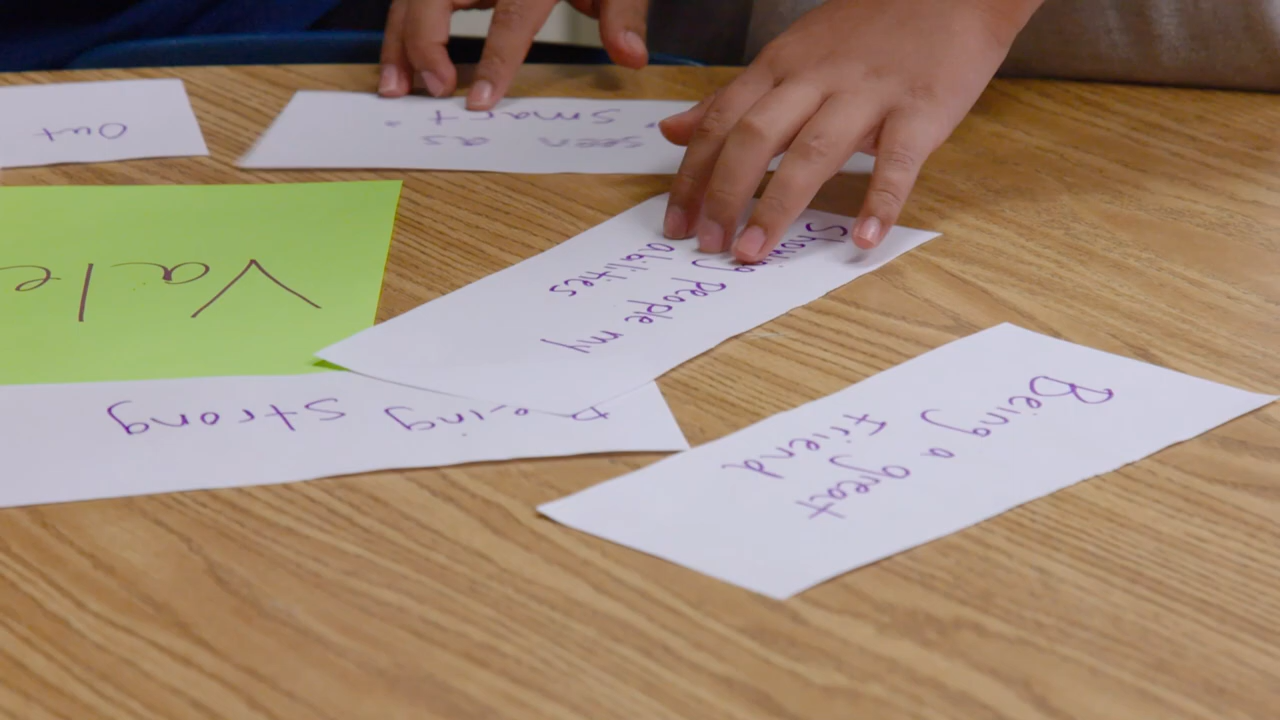 Out
seen as
"smart"
Showing people my
abilities
Vale
Being strong
Being a great
Friend